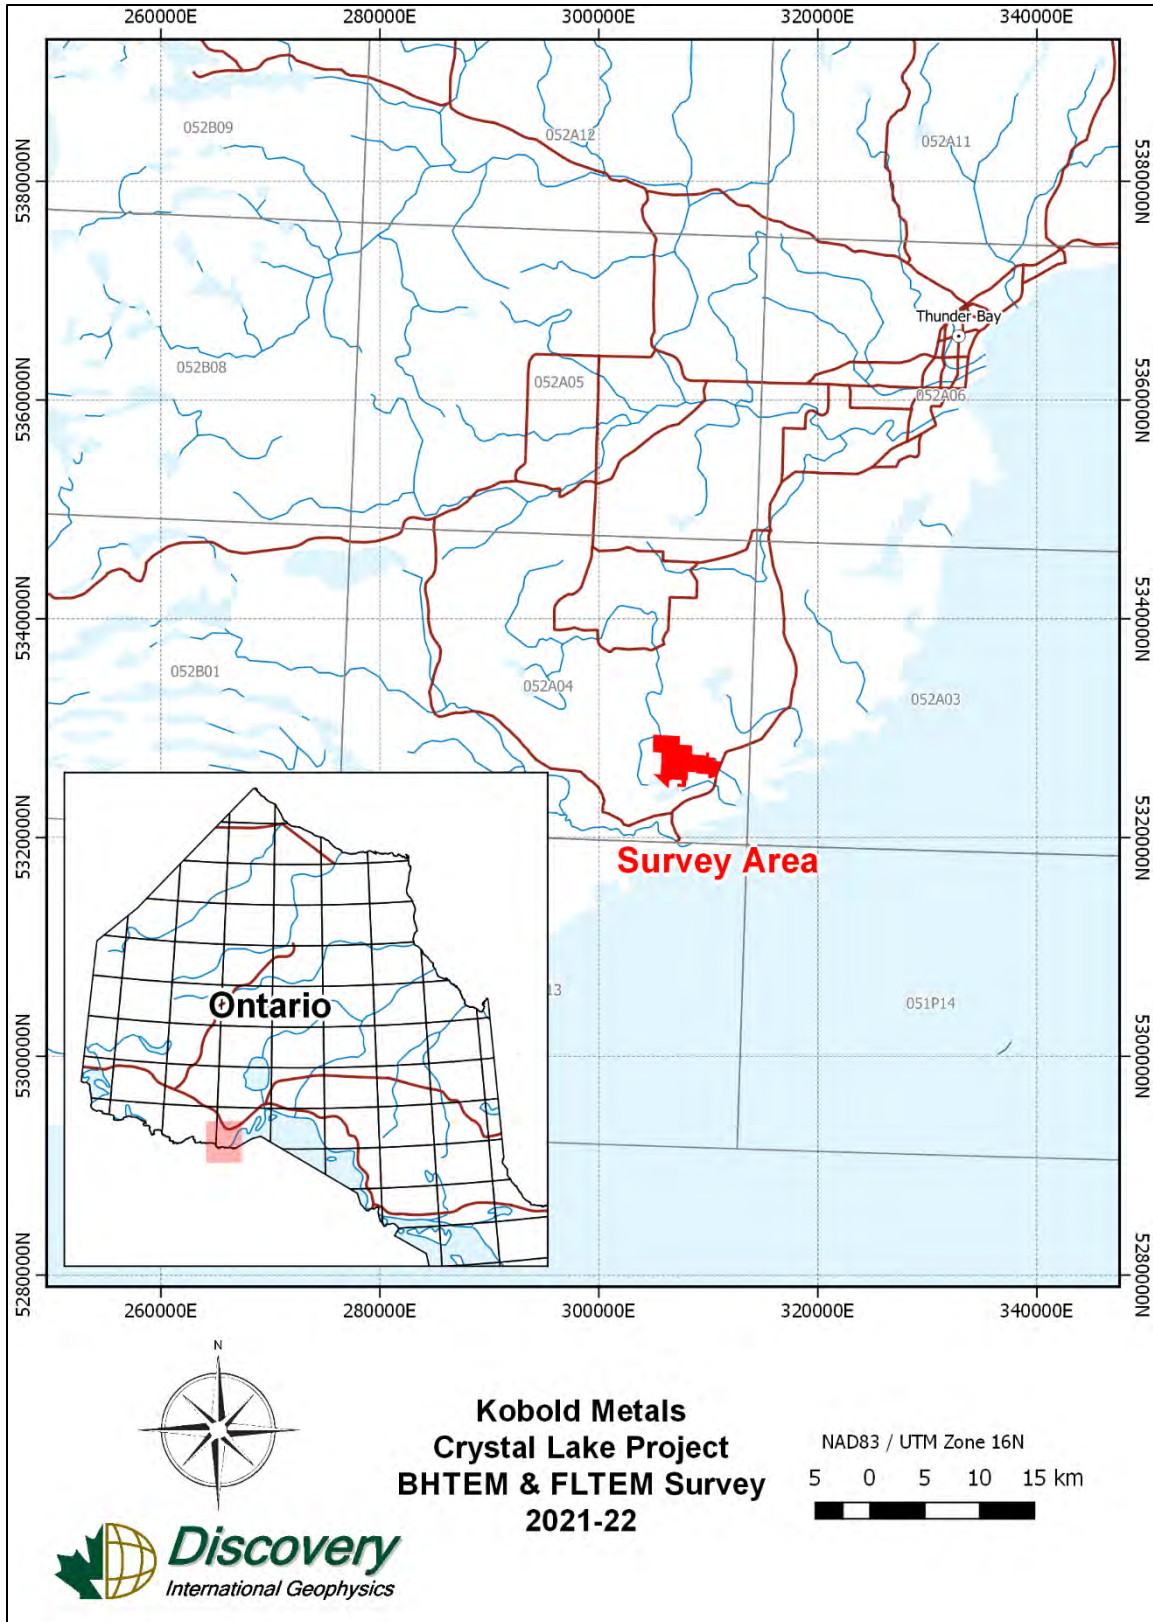 260000E 280000E 300000E 320000E 340000E
052B09
052A12
052A11
5380000N
5380000N
Thunder Bay
052B08
052A05
052A06
5360000N
5360000N
5340000N
5340000N
052B01
052A04
052A03
5320000N
5320000N
Survey Area
13
051P14
Ontario
5300000N
5300000N
5280000N
5280000N
260000E 280000E 300000E 320000E 340000E
N
Kobold Metals
Crystal Lake Project
BHTEM & FLTEM Survey
2021-22
NAD83 / UTM Zone 16N
5 0 5 10 15 km
Discovery
International Geophysics